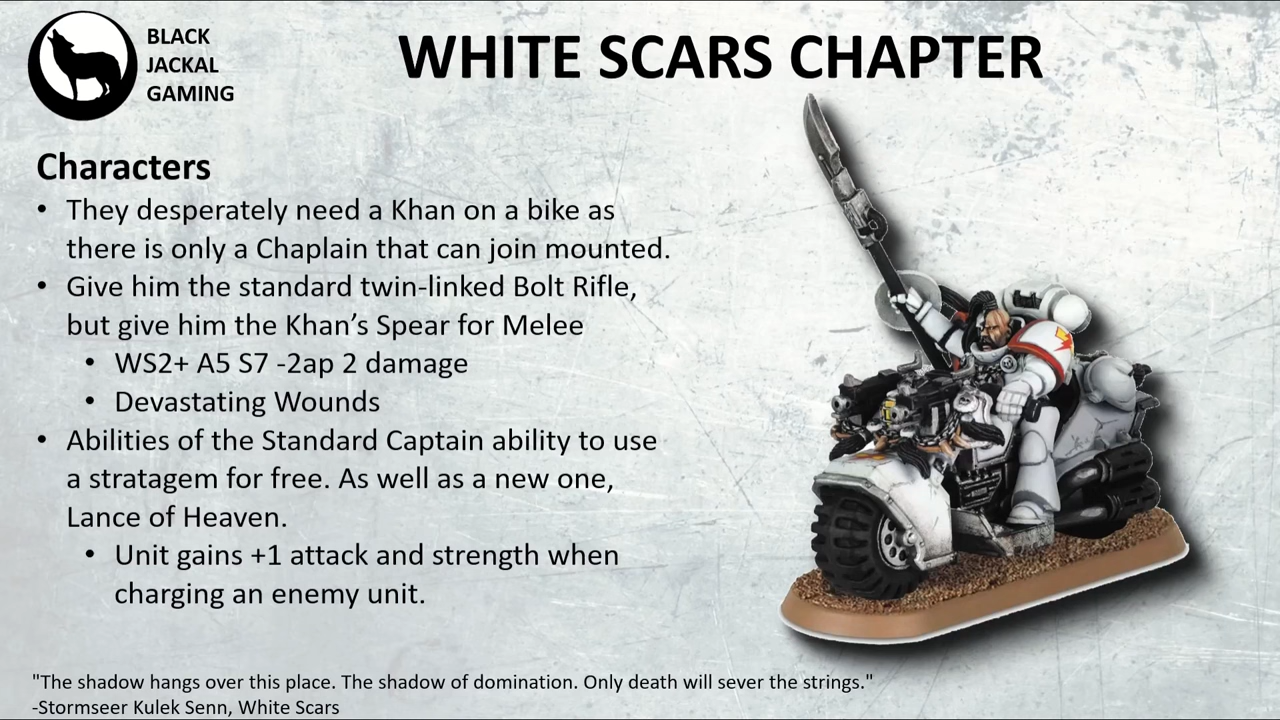 BLACK
JACKAL
GAMING
WHITE SCARS CHAPTER
Characters
• They desperately need a Khan on a bike as
there is only a Chaplain that can join mounted.
• Give him the standard twin-linked Bolt Rifle,
but give him the Khan’s Spear for Melee
• WS2+ A5 S7 -2ap 2 damage
• Devastating Wounds
• Abilities of the Standard Captain ability to use
a stratagem for free. As well as a new one,
Lance of Heaven.
• Unit gains +1 attack and strength when
charging an enemy unit.
"The shadow hangs over this place. The shadow of domination. Only death will sever the strings."
-Stormseer Kulek Senn, White Scars